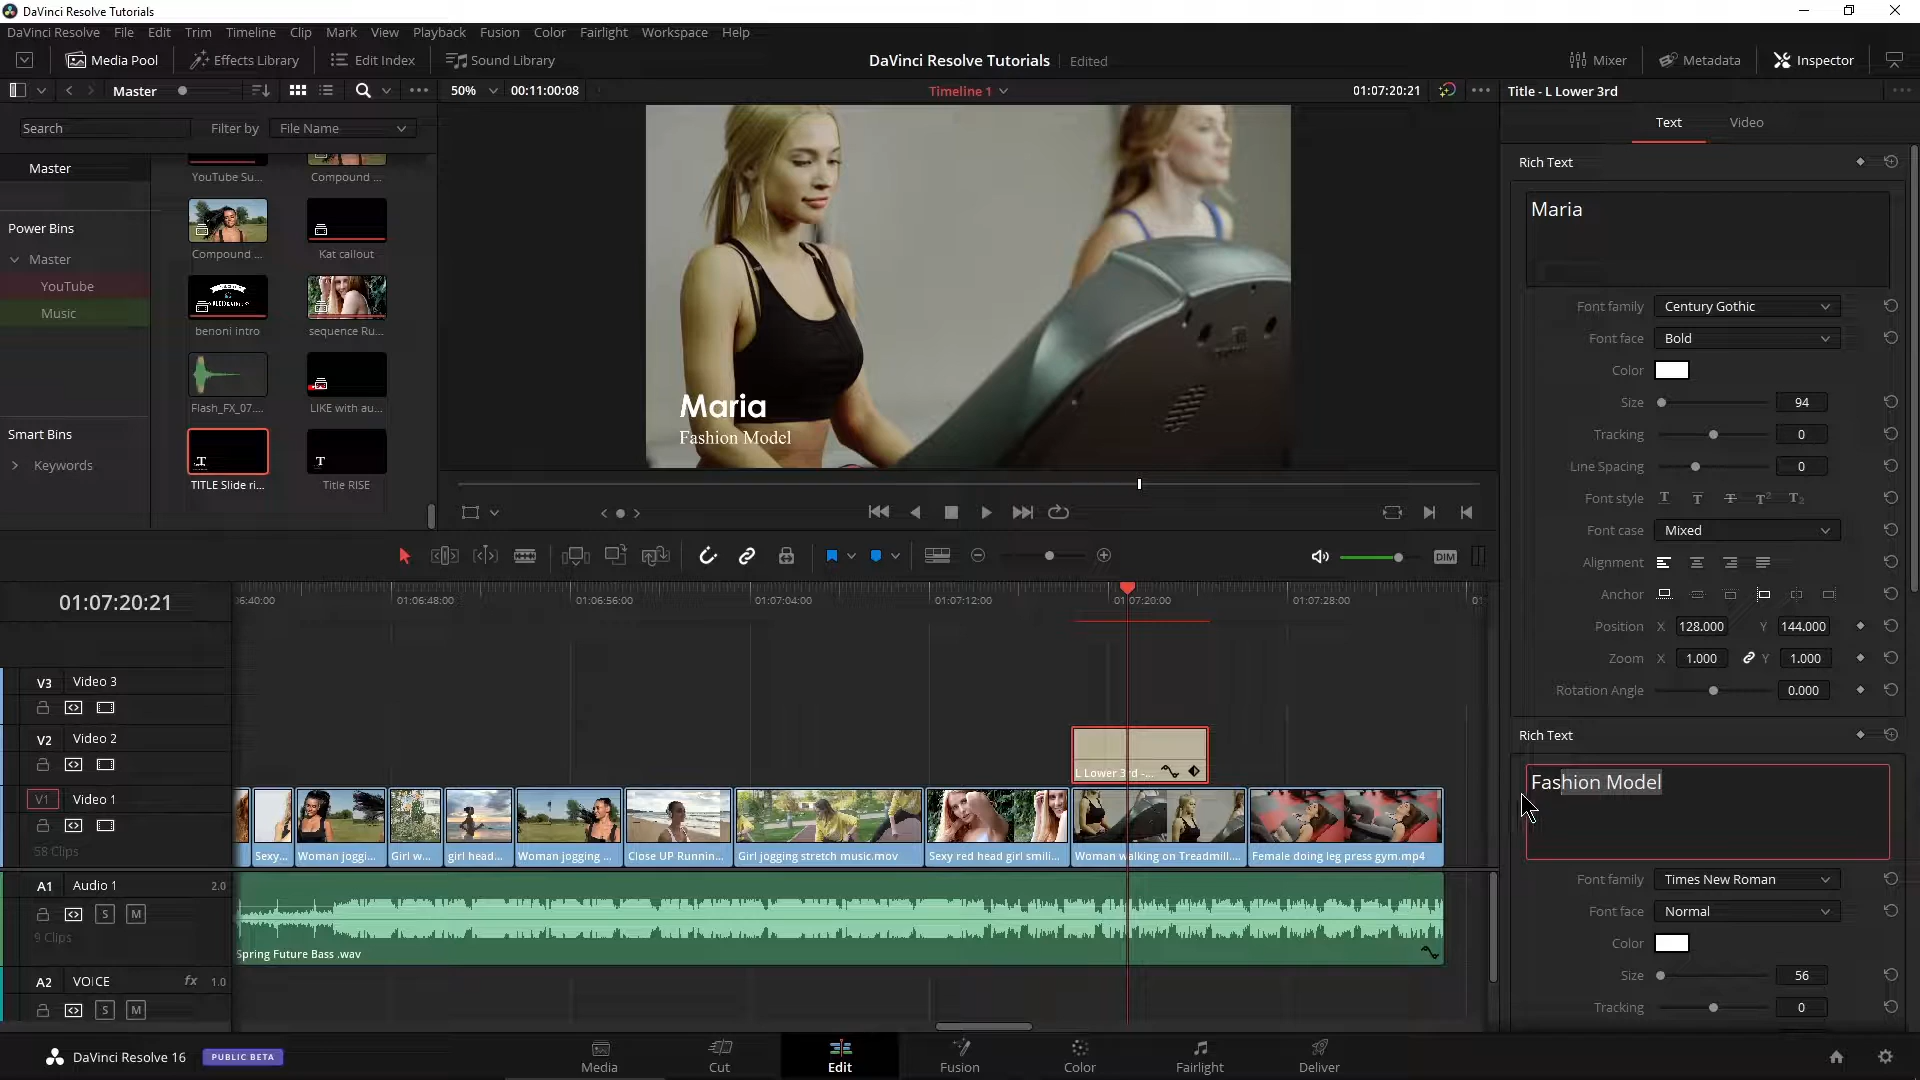 DaVinci Resolve Tutorials
DaVinci Resolve File Edit Trim Timeline Clip Mark View Playback Fusion Color Fairlight Workspace Help
Media Pool Effects Library Edit Index Sound Library DaVinci Resolve Tutorials Edited Mixer Metadata Inspector
Master 50% 00:11:00:08 Timeline 1 01:07:20:21 Title - L Lower 3rd
Search Filter by File Name
Text Video
Master
Power Bins
Master
YouTube
Music
Smart Bins
Keywords
YouTube Su... Compound ...
Compound ... Kat callout
benoni intro sequence Ru...
Flash_FX_07.... LIKE with au...
TITLE Slide ri... Title RISE
Maria
Fashion Model
Rich Text
Maria
Font family Century Gothic
Font face Bold
Color
Size 94
Tracking 0
Line Spacing 0
Font style T T T T² T₂
Font case Mixed
Alignment
Anchor
Position X 128.000 Y 144.000
Zoom X 1.000 Y 1.000
Rotation Angle 0.000
Rich Text
Fashion Model
Font family Times New Roman
Font face Normal
Color
Size 56
Tracking 0
DIM
01:07:20:21
:6:40:00 01:06:48:00 01:06:56:00 01:07:04:00 01:07:12:00 01:07:20:00 01:07:28:00
V3 Video 3
V2 Video 2
L Lower 3rd -...
V1 Video 1
58 Clips
Sexy... Woman joggi... Girl w... girl head... Woman jogging ... Close UP Runnin... Girl jogging stretch music.mov Sexy red head girl smili... Woman walking on Treadmill.... Female doing leg press gym.mp4
A1 Audio 1 2.0
S M
9 Clips
Spring Future Bass .wav
A2 VOICE fx 1.0
S M
DaVinci Resolve 16 PUBLIC BETA
Media Cut Edit Fusion Color Fairlight Deliver